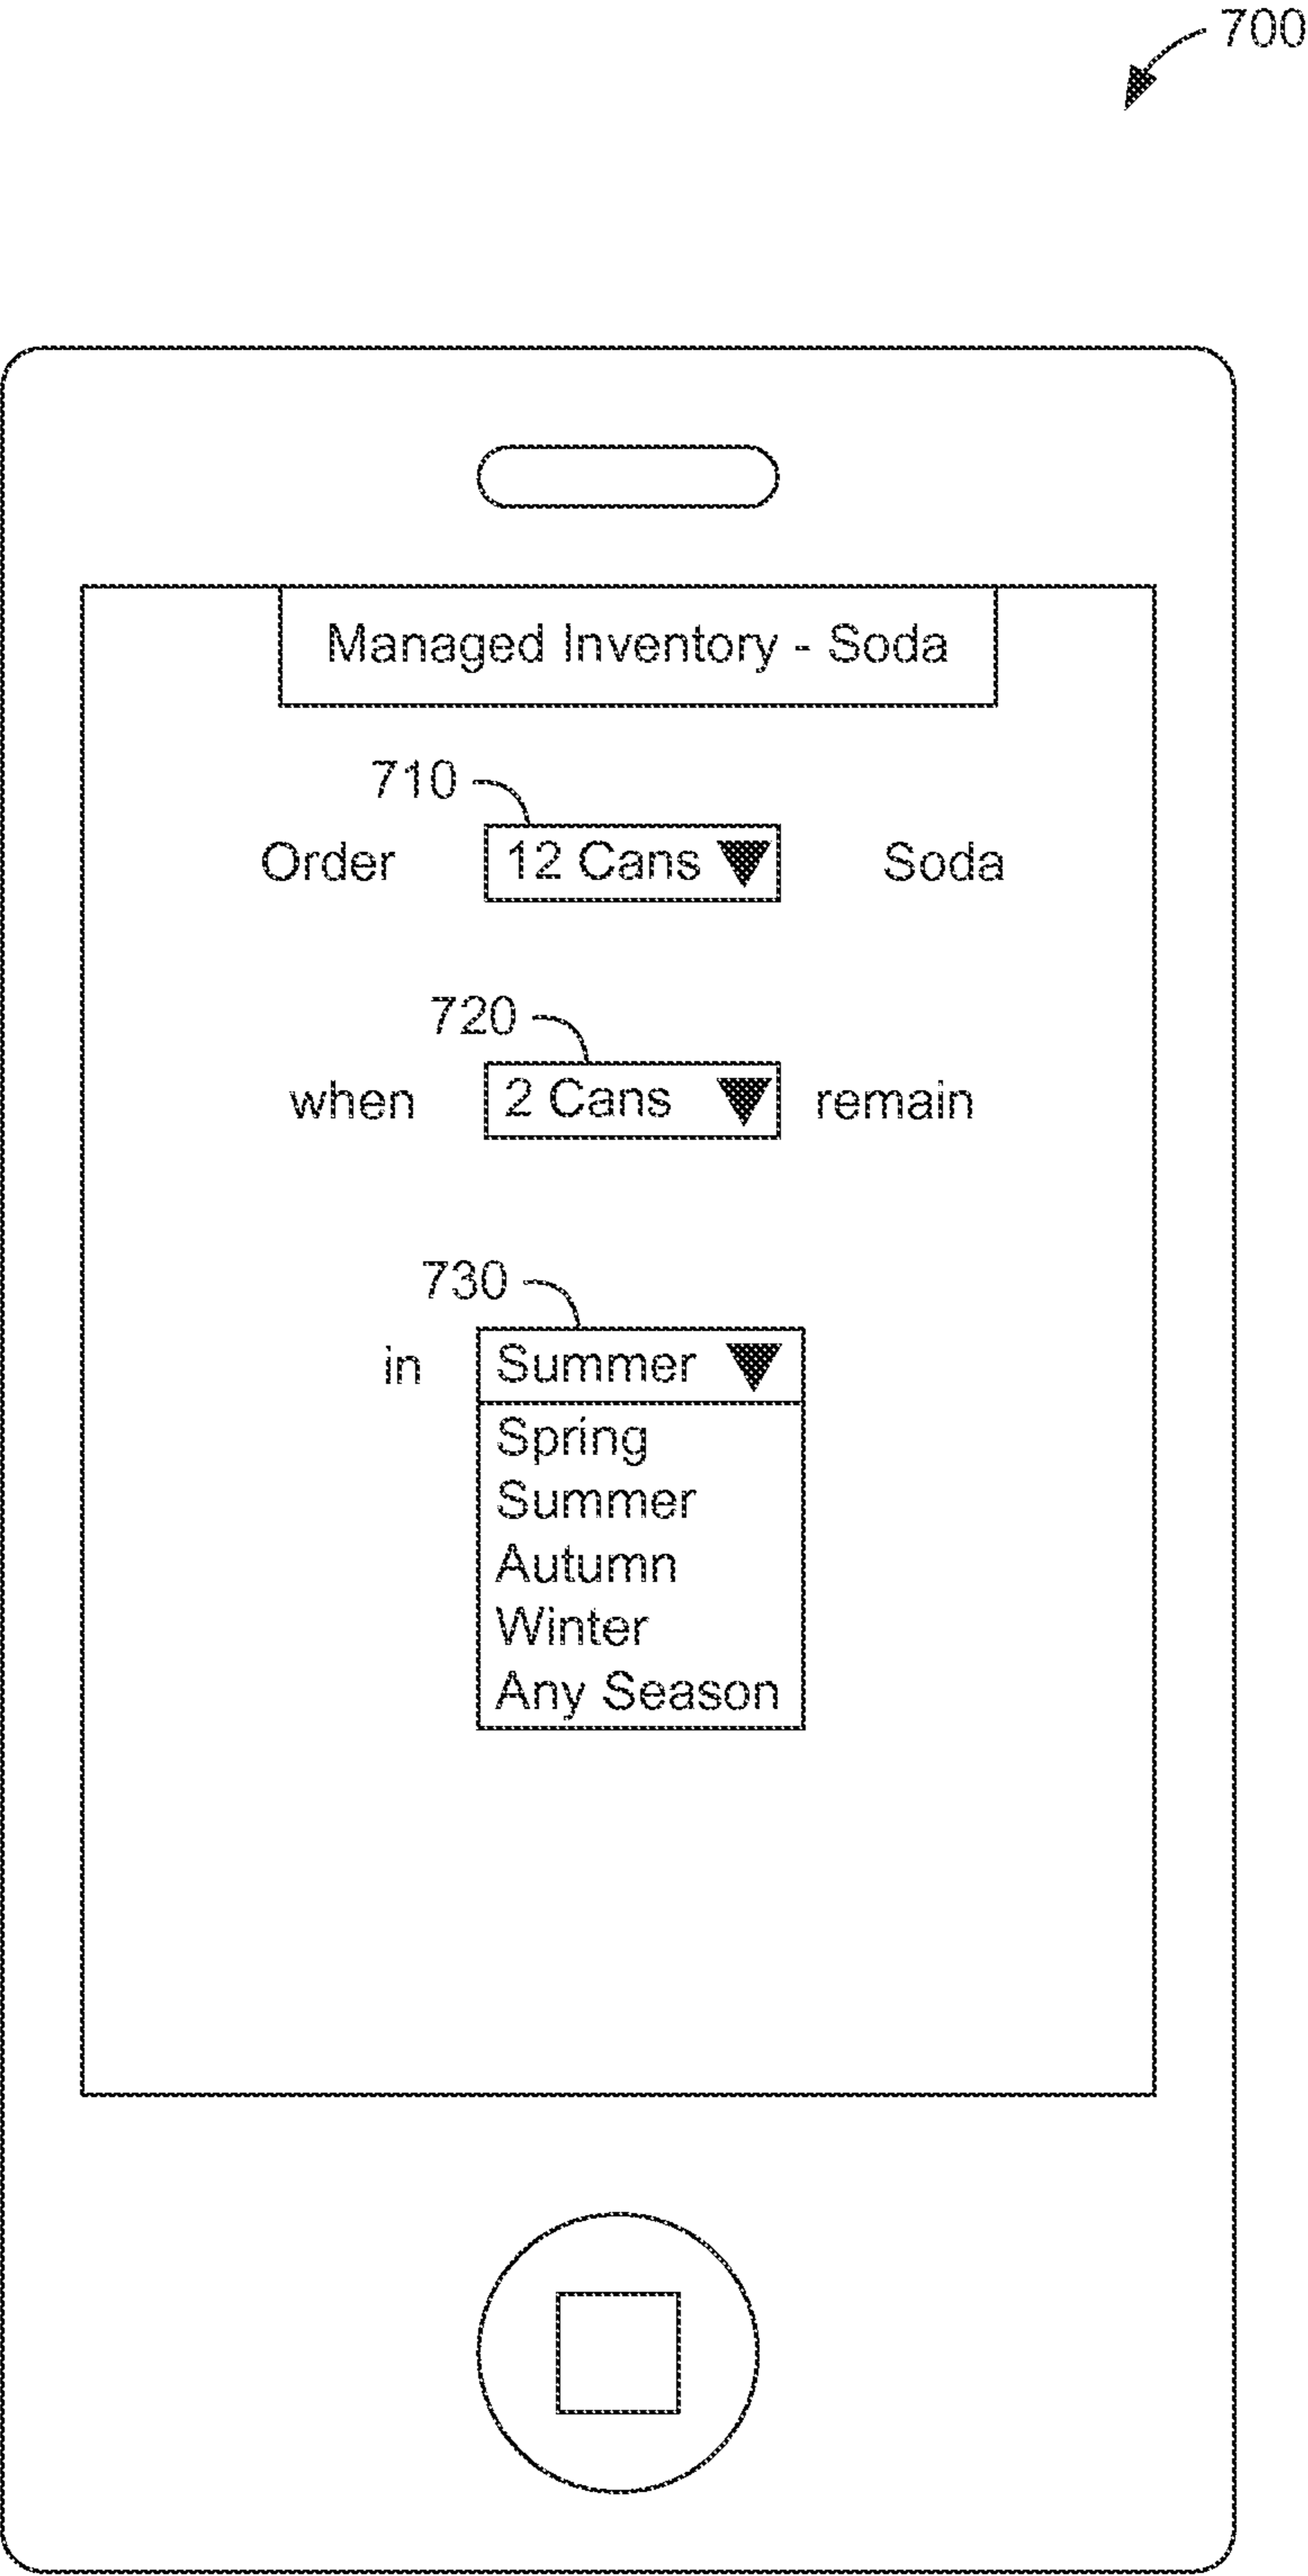 700
Managed Inventory - Soda
710
Order 12 Cans Soda
720
when 2 Cans remain
730
in Summer
Spring
Summer
Autumn
Winter
Any Season